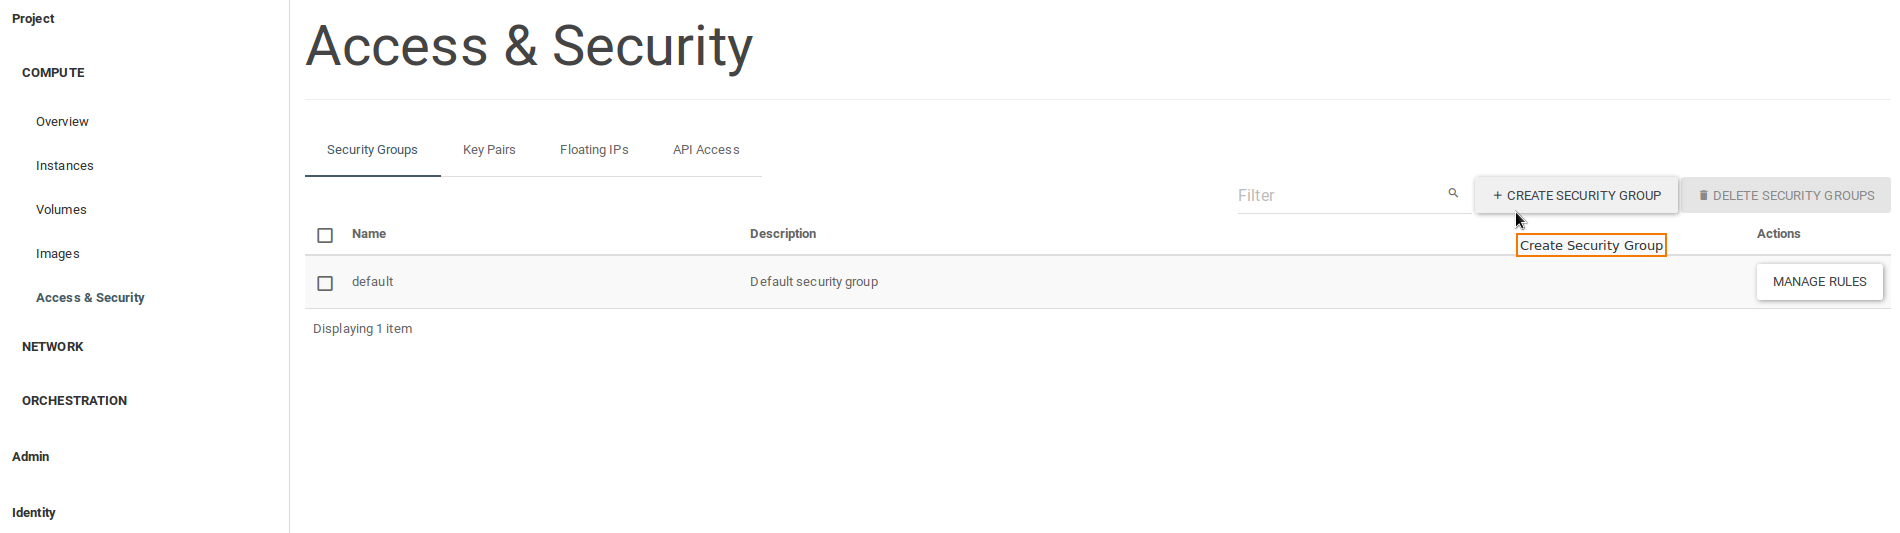 Project
COMPUTE
Overview
Instances
Volumes
Images
Access & Security
NETWORK
ORCHESTRATION
Admin
Identity
Access & Security
Security Groups Key Pairs Floating IPs API Access
Filter + CREATE SECURITY GROUP DELETE SECURITY GROUPS
Name Description Actions
Create Security Group
default Default security group MANAGE RULES
Displaying 1 item